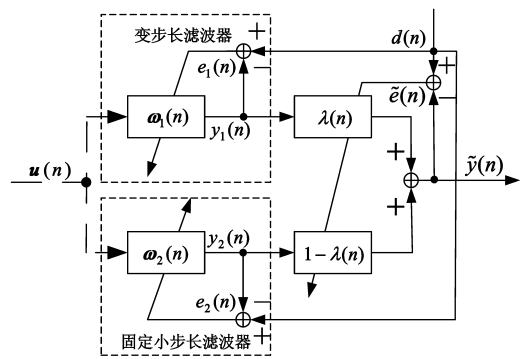 变步长滤波器
+
d(n)
+
e₁(n)
−
ẽ(n)
−
ω₁(n)
y₁(n)
λ(n)
+
u(n)
ỹ(n)
+
ω₂(n)
y₂(n)
1−λ(n)
e₂(n)
−
固定小步长滤波器
+